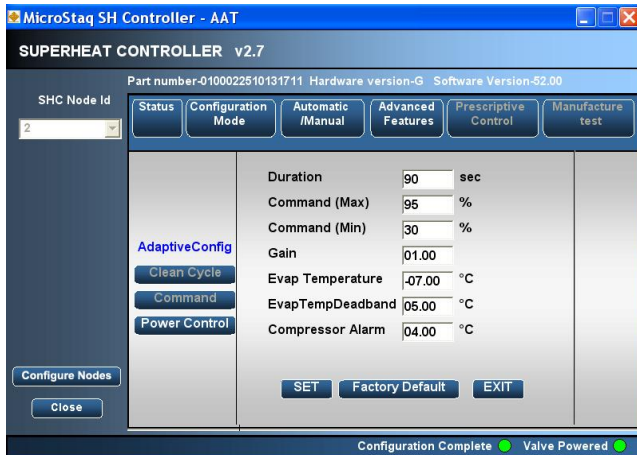 MicroStaq SH Controller - AAT
SUPERHEAT CONTROLLER v2.7
Part number-0100022510131711 Hardware version-G Software Version-52.00
SHC Node Id
2
Status
Configuration
Mode
Automatic
/Manual
Advanced
Features
Prescriptive
Control
Manufacture
test
AdaptiveConfig
Clean Cycle
Command
Power Control
Duration 90 sec
Command (Max) 95 %
Command (Min) 30 %
Gain 01.00
Evap Temperature -07.00 °C
EvapTempDeadband 05.00 °C
Compressor Alarm 04.00 °C
SET Factory Default EXIT
Configure Nodes
Close
Configuration Complete Valve Powered